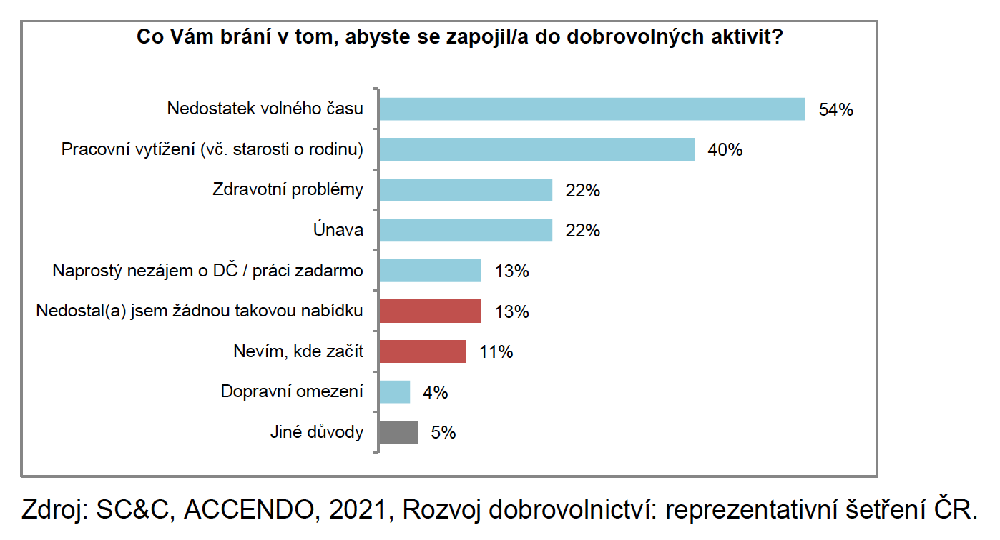 Co Vám brání v tom, abyste se zapojil/a do dobrovolných aktivit?
Nedostatek volného času 54%
Pracovní vytížení (vč. starosti o rodinu) 40%
Zdravotní problémy 22%
Únava 22%
Naprostý nezájem o DČ / práci zadarmo 13%
Nedostal(a) jsem žádnou takovou nabídku 13%
Nevím, kde začít 11%
Dopravní omezení 4%
Jiné důvody 5%
Zdroj: SC&C, ACCENDO, 2021, Rozvoj dobrovolnictví: reprezentativní šetření ČR.